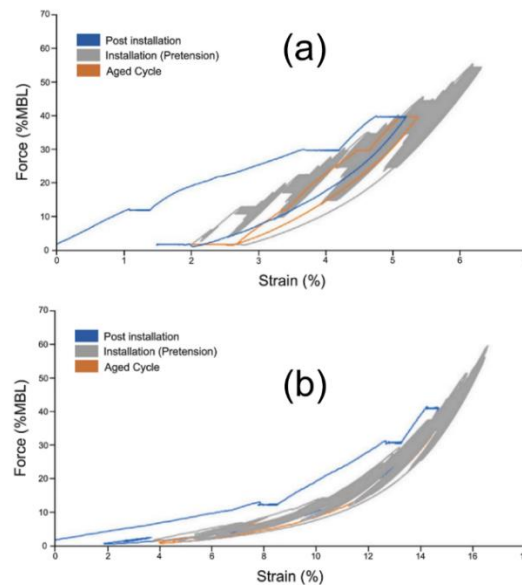 (a)
Post installation
Installation (Pretension)
Aged Cycle
Force (%MBL)
70
60
50
40
30
20
10
0
0 1 2 3 4 5 6
Strain (%)
(b)
Post installation
Installation (Pretension)
Aged Cycle
Force (%MBL)
70
60
50
40
30
20
10
0
0 2 4 6 8 10 12 14 16 18
Strain (%)